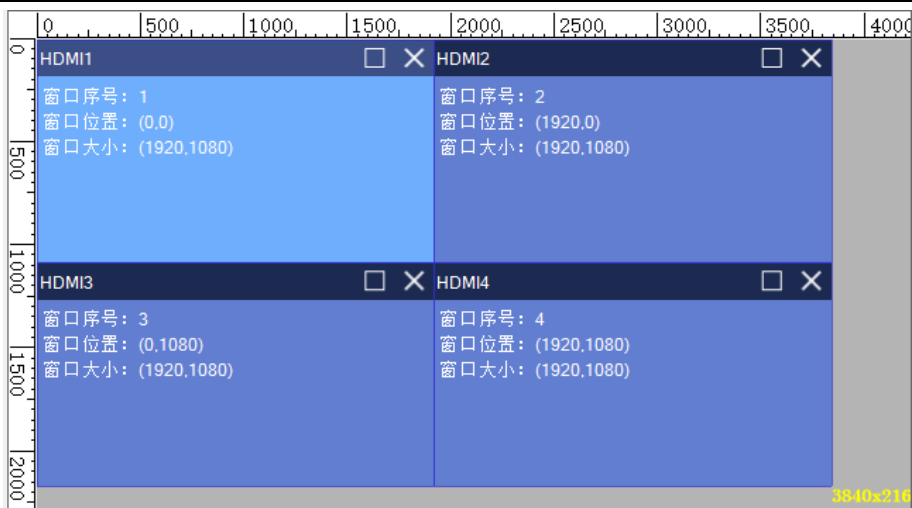 0 500 1000 1500 2000 2500 3000 3500 4000
0
500
1000
1500
2000
HDMI1
窗口序号：1
窗口位置：(0,0)
窗口大小：(1920,1080)
HDMI2
窗口序号：2
窗口位置：(1920,0)
窗口大小：(1920,1080)
HDMI3
窗口序号：3
窗口位置：(0,1080)
窗口大小：(1920,1080)
HDMI4
窗口序号：4
窗口位置：(1920,1080)
窗口大小：(1920,1080)
3840x216